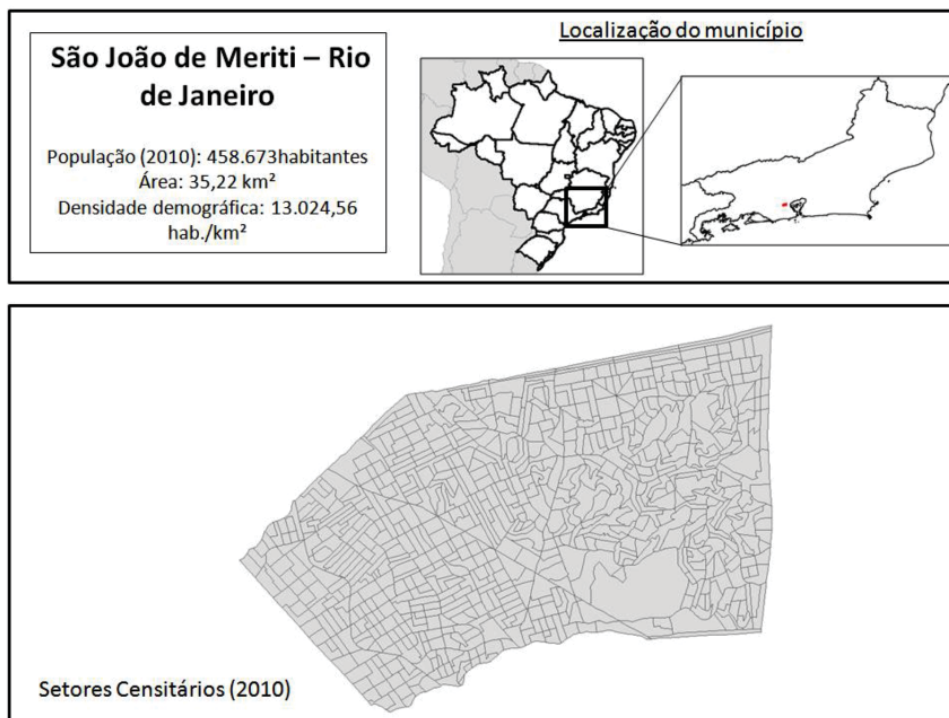 São João de Meriti – Rio
de Janeiro
População (2010): 458.673habitantes
Área: 35,22 km²
Densidade demográfica: 13.024,56
hab./km²
Localização do município
Setores Censitários (2010)